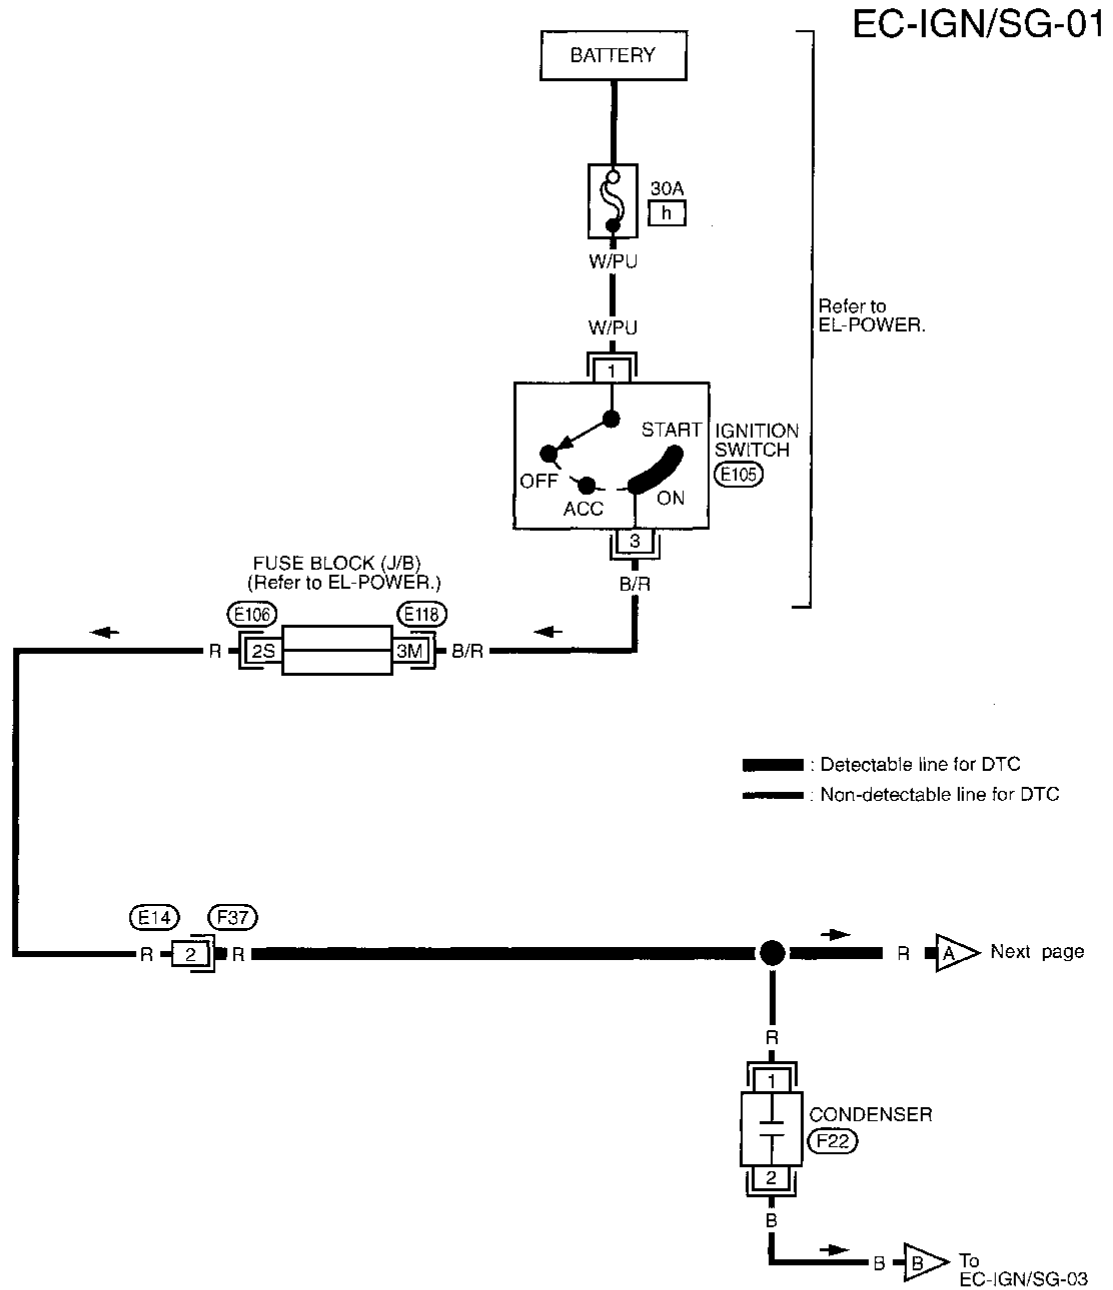 EC-IGN/SG-01
BATTERY
30A
h
W/PU
Refer to
EL-POWER.
W/PU
1
START
IGNITION
SWITCH
E105
OFF
ACC
ON
3
B/R
FUSE BLOCK (J/B)
(Refer to EL-POWER.)
E106
E118
R
2S
3M
B/R
: Detectable line for DTC
: Non-detectable line for DTC
E14
F37
R
2
R
R
A
Next page
R
1
CONDENSER
F22
2
B
B
B
To
EC-IGN/SG-03